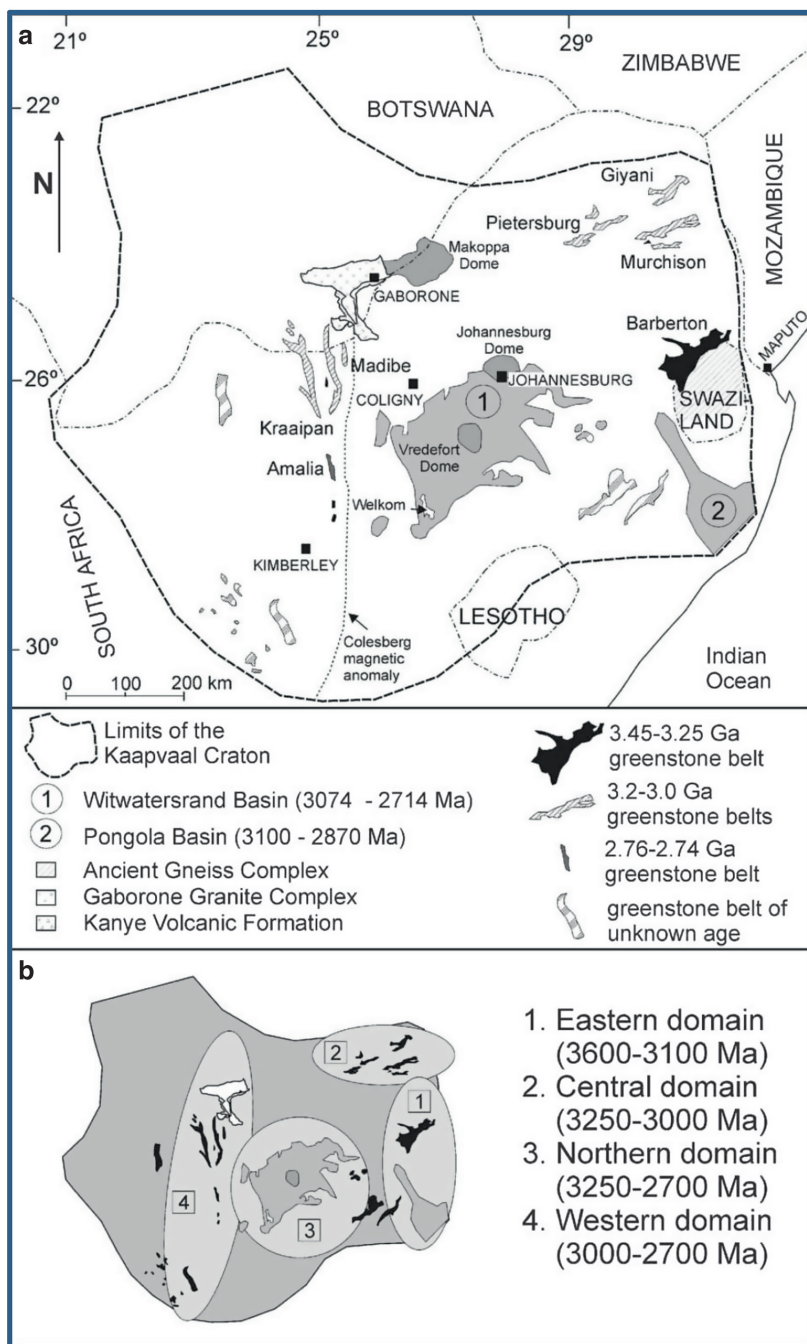 a
21º
25º
29º
22º
26º
30º
ZIMBABWE
BOTSWANA
MOZAMBIQUE
N
Giyani
Pietersburg
Murchison
Makoppa
Dome
GABORONE
Barberton
MAPUTO
Johannesburg
Dome
JOHANNESBURG
Madibe
COLIGNY
SWAZI-
LAND
1
Kraaipan
Amalia
Vredefort
Dome
Welkom
2
KIMBERLEY
SOUTH AFRICA
LESOTHO
Colesberg
magnetic
anomaly
Indian
Ocean
0 100 200 km
Limits of the
Kaapvaal Craton
1 Witwatersrand Basin (3074 - 2714 Ma)
2 Pongola Basin (3100 - 2870 Ma)
Ancient Gneiss Complex
Gaborone Granite Complex
Kanye Volcanic Formation
3.45-3.25 Ga
greenstone belt
3.2-3.0 Ga
greenstone belts
2.76-2.74 Ga
greenstone belt
greenstone belt of
unknown age
b
2
1
4
3
1. Eastern domain
(3600-3100 Ma)
2. Central domain
(3250-3000 Ma)
3. Northern domain
(3250-2700 Ma)
4. Western domain
(3000-2700 Ma)